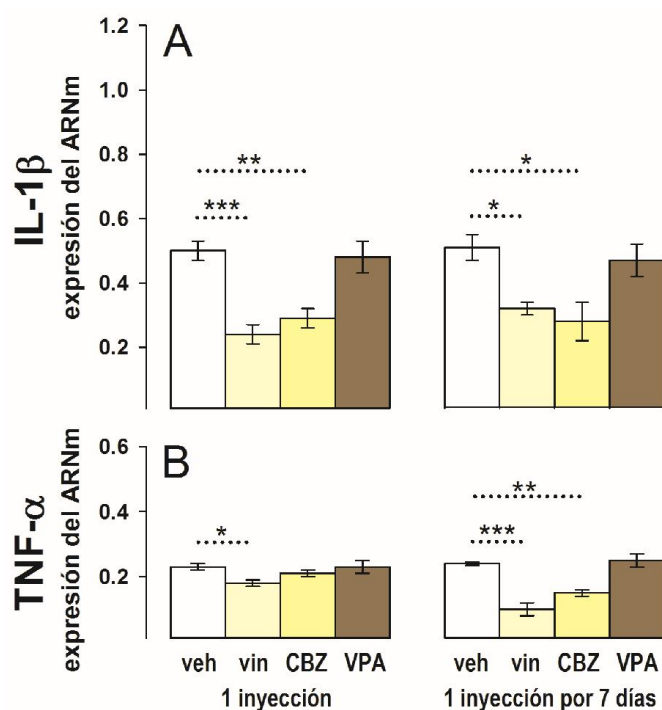 A
IL-1β
expresión del ARNm
1.2
1.0
0.8
0.6
0.4
0.2
**
***
*
*
B
TNF-α
expresión del ARNm
0.6
0.4
0.2
*
**
***
veh vin CBZ VPA veh vin CBZ VPA
1 inyección 1 inyección por 7 días